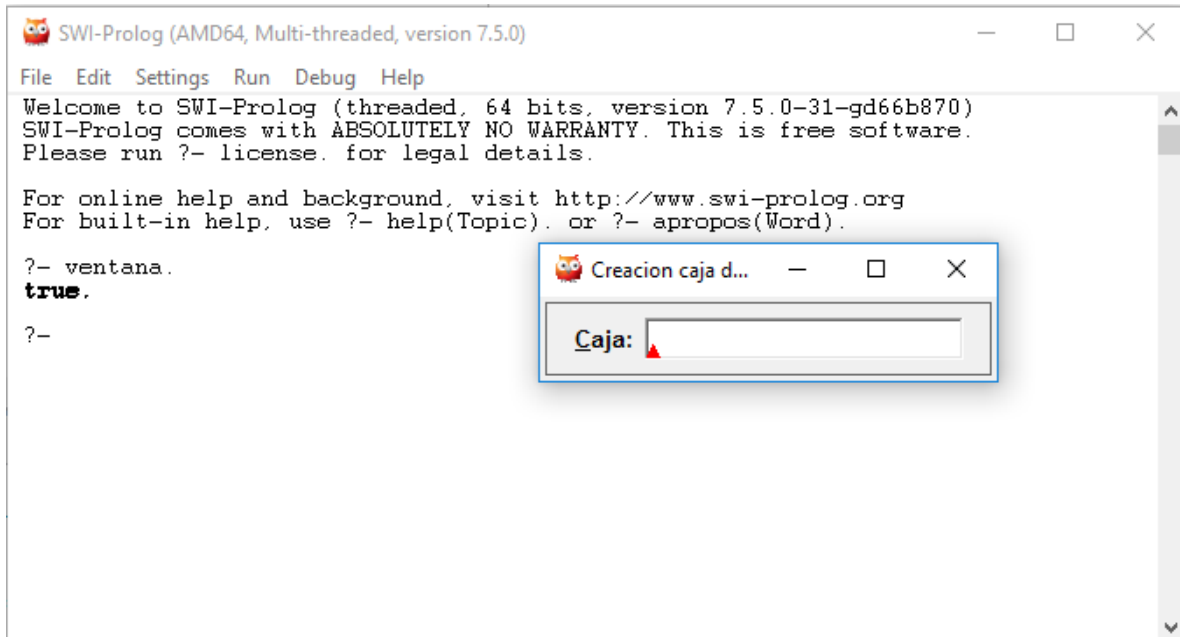 SWI-Prolog (AMD64, Multi-threaded, version 7.5.0)
File Edit Settings Run Debug Help
Welcome to SWI-Prolog (threaded, 64 bits, version 7.5.0-31-gd66b870)
SWI-Prolog comes with ABSOLUTELY NO WARRANTY. This is free software.
Please run ?- license. for legal details.
For online help and background, visit http://www.swi-prolog.org
For built-in help, use ?- help(Topic). or ?- apropos(Word).
?- ventana.
true.
?-
Creacion caja d...
Caja: